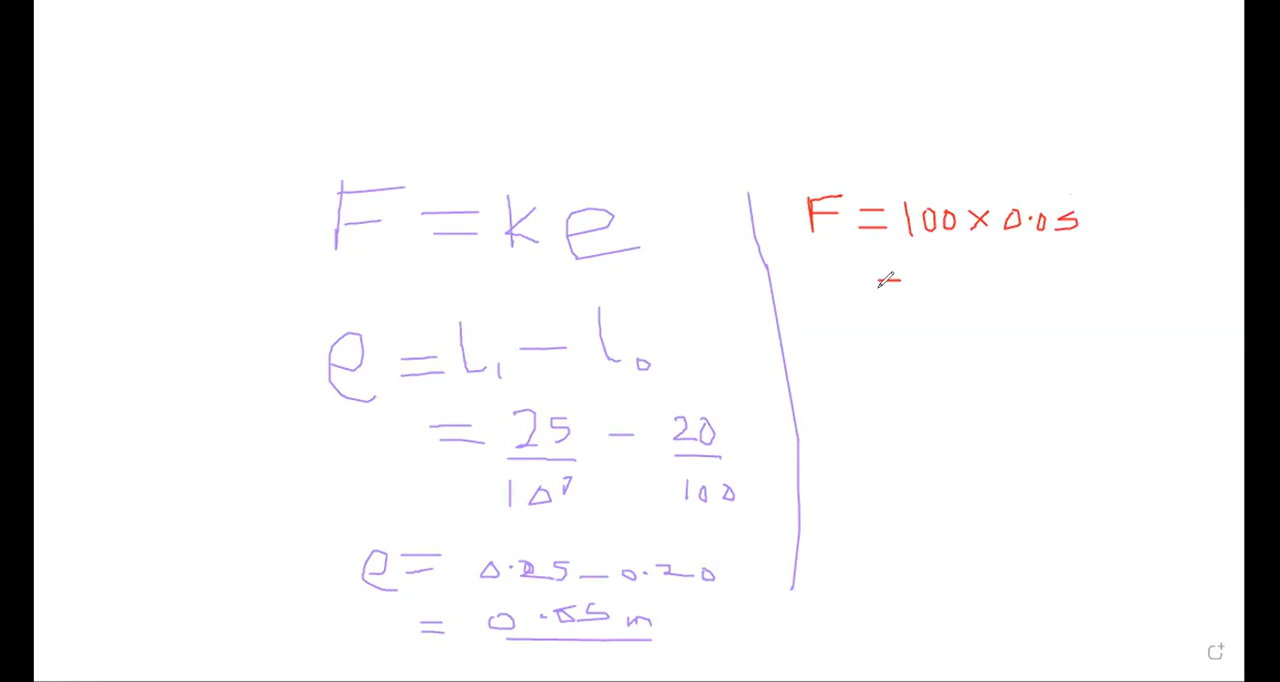 F = ke
e = l₁ - l₀
= 25/100 - 20/100
e = 0.25 - 0.20
= 0.05 m
F = 100 × 0.05
=